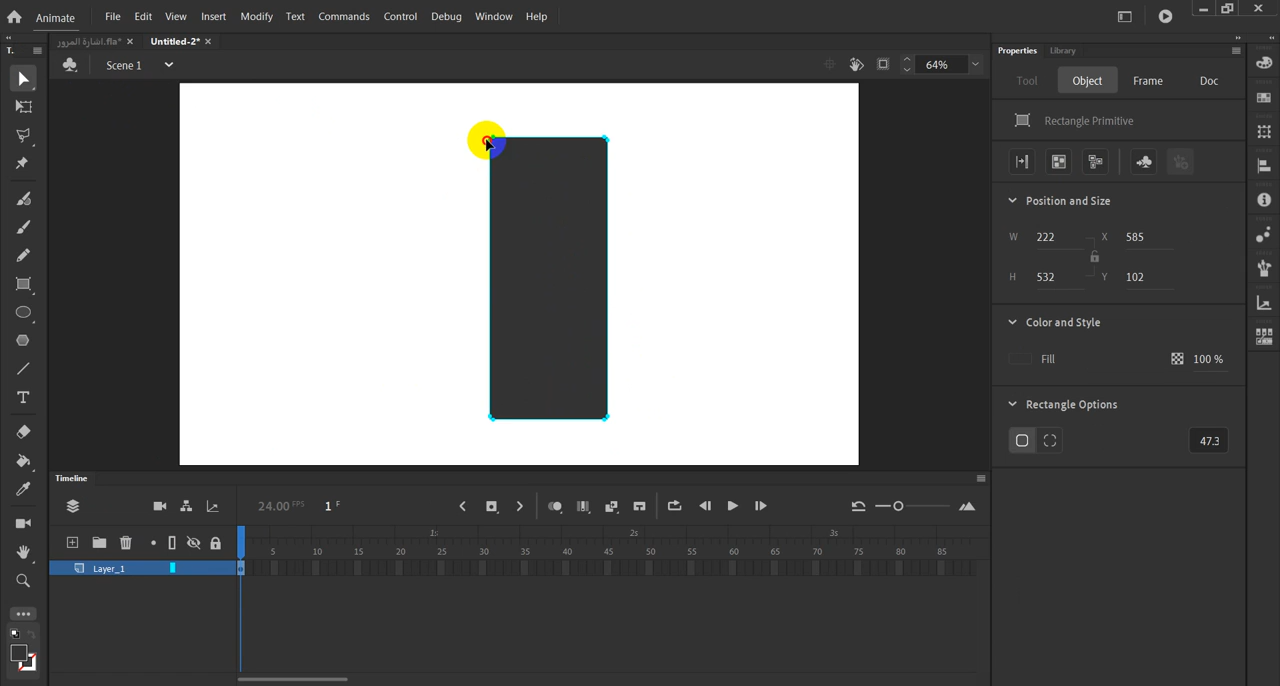 Animate File Edit View Insert Modify Text Commands Control Debug Window Help
اشارة المرور.fla* × Untitled-2* ×
T. Properties Library
Scene 1 64%
Tool Object Frame Doc
Rectangle Primitive
Position and Size
W 222 X 585
H 532 Y 102
Color and Style
Fill 100 %
Rectangle Options
47.3
Timeline
24.00 FPS 1 F
1s 2s 3s
5 10 15 20 25 30 35 40 45 50 55 60 65 70 75 80 85
Layer_1